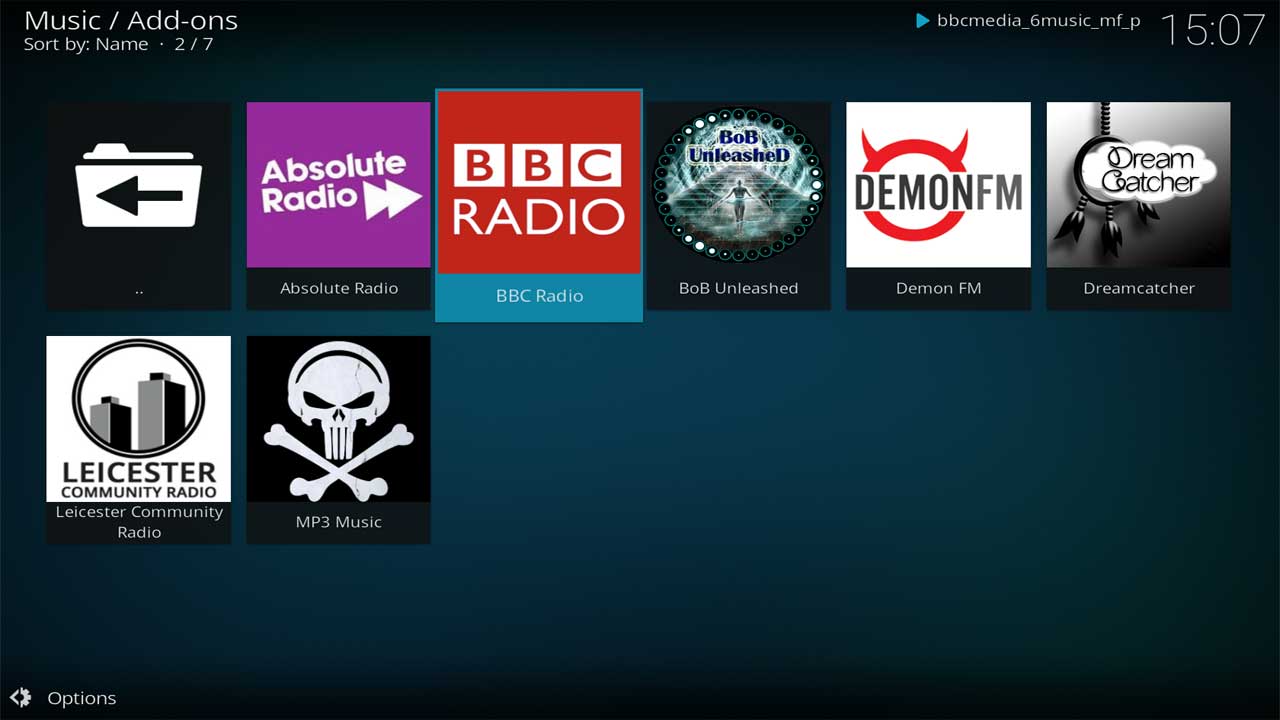 Music / Add-ons
Sort by: Name · 2 / 7
bbcmedia_6music_mf_p
15:07
Absolute
Radio
BBC
RADIO
BoB
UnleasheD
DEMONFM
Dream
Catcher
..
Absolute Radio
BBC Radio
BoB Unleashed
Demon FM
Dreamcatcher
LEICESTER
COMMUNITY RADIO
Leicester Community
Radio
MP3 Music
Options